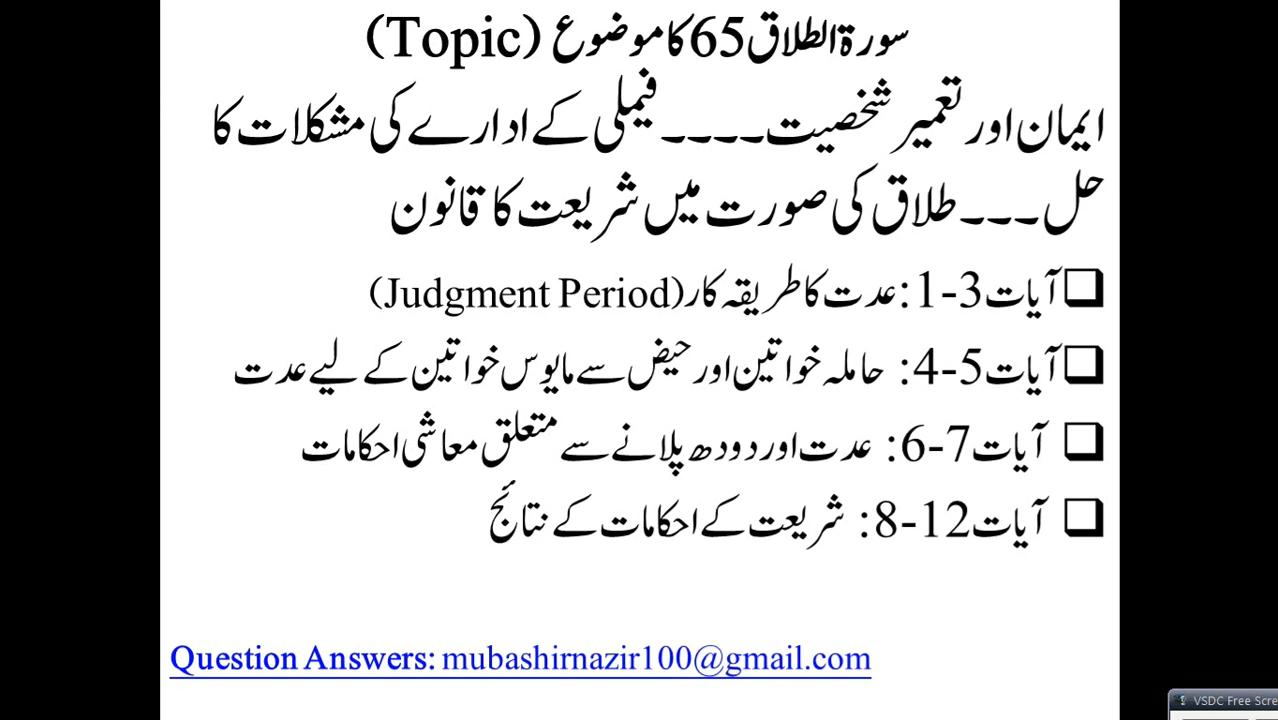 سورۃ الطلاق 65 کا موضوع (Topic)
ایمان اور تعمیر شخصیت۔۔۔۔ فیملی کے ادارے کی مشکلات کا
حل۔۔۔ طلاق کی صورت میں شریعت کا قانون
❑ آیات 1-3: عدت کا طریقہ کار (Judgment Period)
❑ آیات 4-5: حاملہ خواتین اور حیض سے مایوس خواتین کے لیے عدت
❑ آیات 6-7: عدت اور دودھ پلانے سے متعلق معاشی احکامات
❑ آیات 8-12: شریعت کے احکامات کے نتائج
Question Answers: mubashirnazir100@gmail.com
VSDC Free Scre